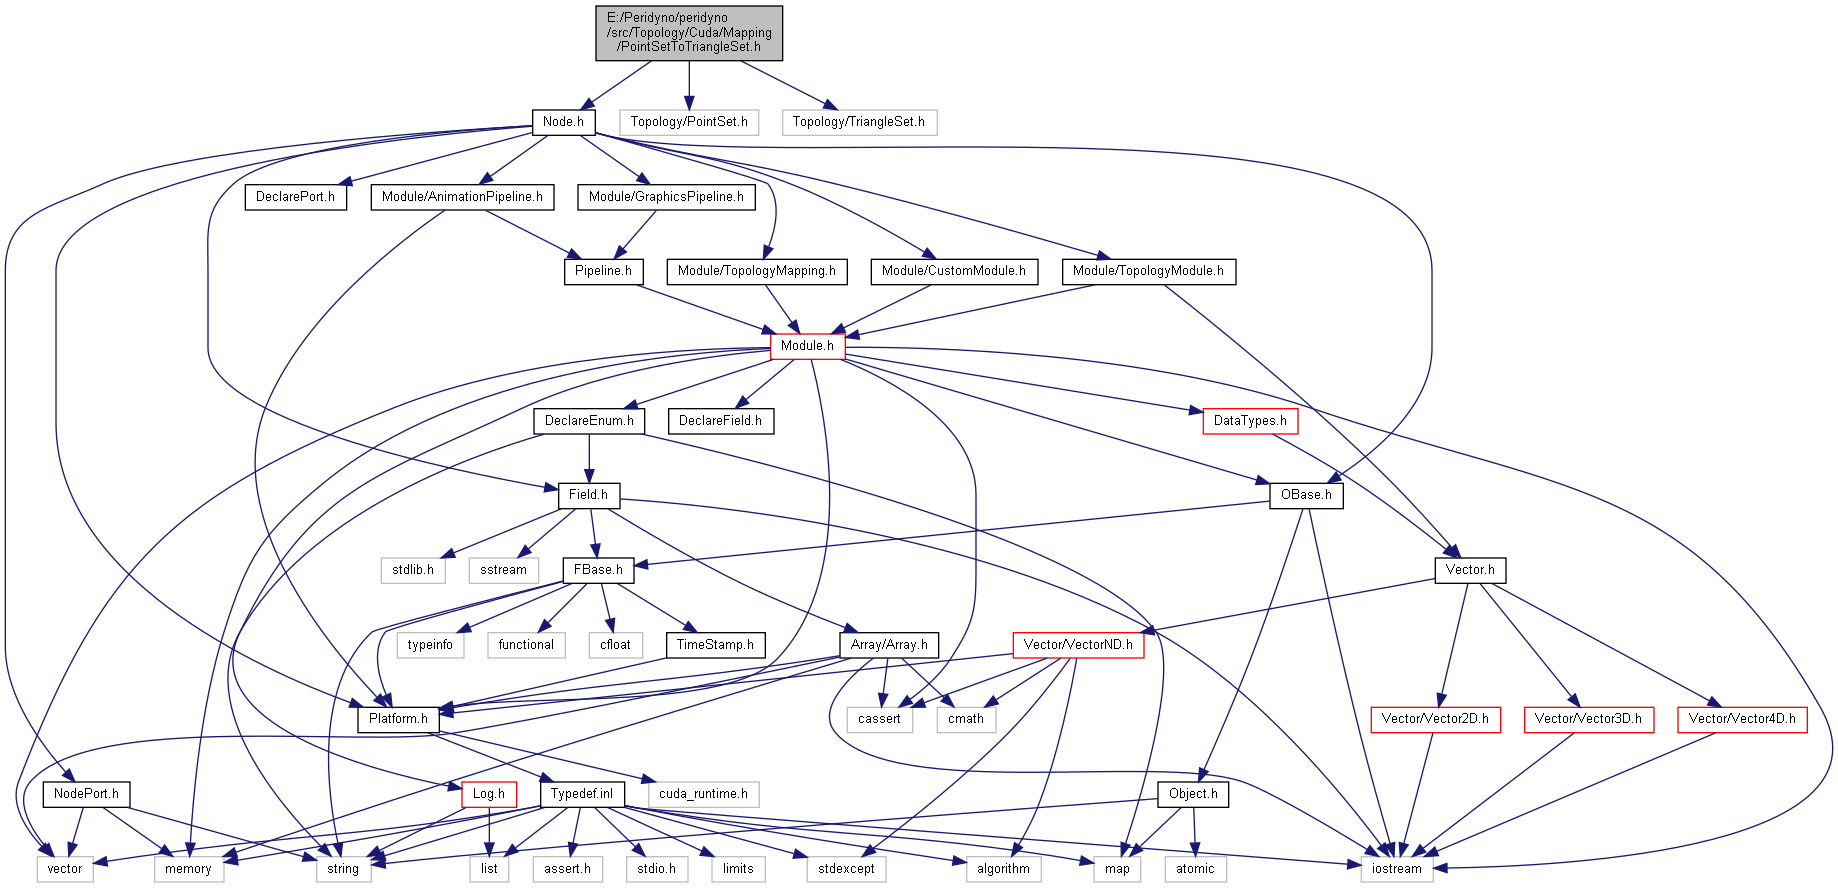 E:/Peridyno/peridyno
/src/Topology/Cuda/Mapping
/PointSetToTriangleSet.h
Node.h
Topology/PointSet.h
Topology/TriangleSet.h
DeclarePort.h
Module/AnimationPipeline.h
Module/GraphicsPipeline.h
Pipeline.h
Module/TopologyMapping.h
Module/CustomModule.h
Module/TopologyModule.h
Module.h
DeclareEnum.h
DeclareField.h
DataTypes.h
Field.h
OBase.h
stdlib.h
sstream
FBase.h
Vector.h
typeinfo
functional
cfloat
TimeStamp.h
Array/Array.h
Vector/VectorND.h
Platform.h
cassert
cmath
Vector/Vector2D.h
Vector/Vector3D.h
Vector/Vector4D.h
NodePort.h
Log.h
Typedef.inl
cuda_runtime.h
Object.h
vector
memory
string
list
assert.h
stdio.h
limits
stdexcept
algorithm
map
atomic
iostream